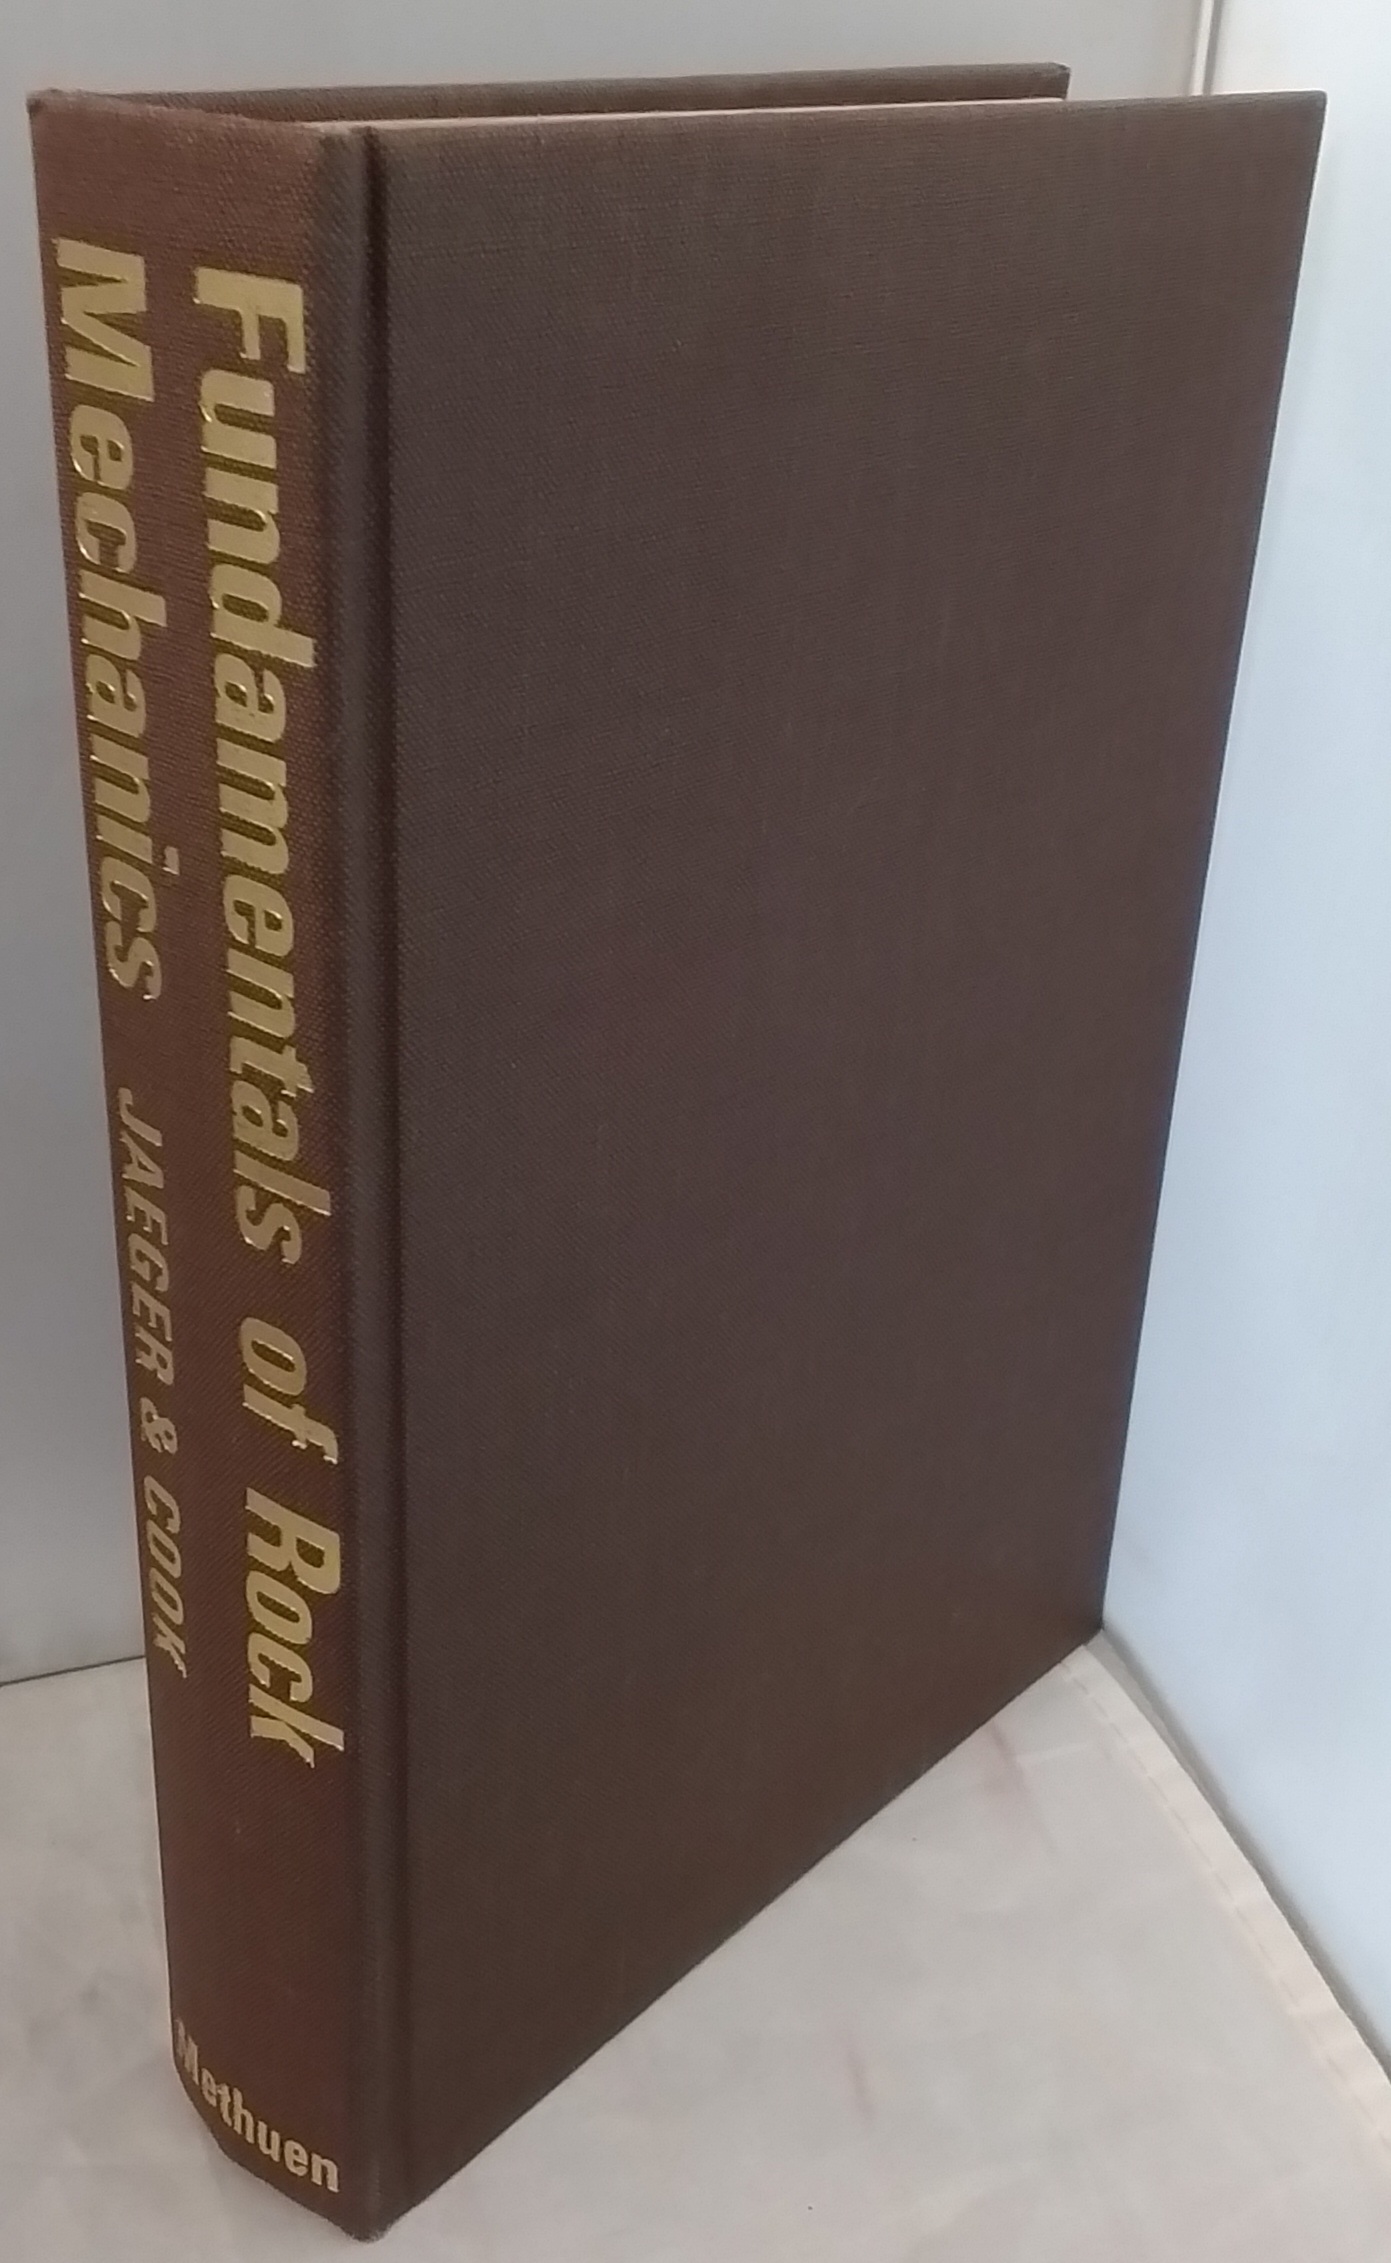 Fundamentals of Rock
Mechanics JAEGER & COOK
Methuen